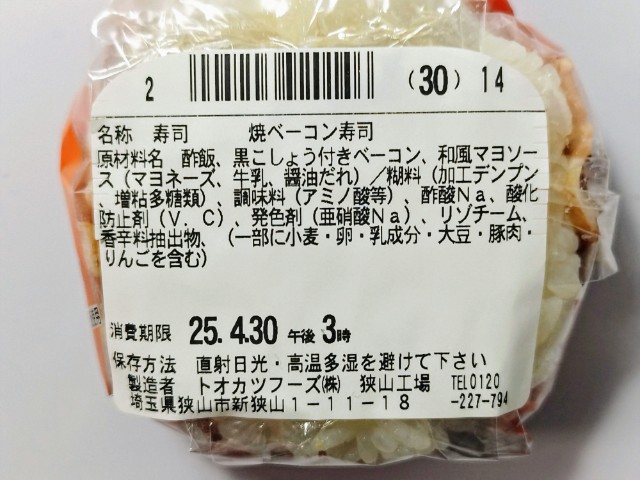 2 (30) 14
名称 寿司 焼ベーコン寿司
原材料名 酢飯、黒こしょう付きベーコン、和風マヨソー
ス（マヨネーズ、牛乳、醤油だれ）／糊料（加工デンプン
、増粘多糖類）、調味料（アミノ酸等）、酢酸Ｎａ、酸化
防止剤（Ｖ．Ｃ）、発色剤（亜硝酸Ｎａ）、リゾチーム、
香辛料抽出物、（一部に小麦・卵・乳成分・大豆・豚肉・
りんごを含む）
消費期限 25.4.30 午後 3時
保存方法 直射日光・高温多湿を避けて下さい
製造者 トオカツフーズ㈱ 狭山工場 TEL0120
埼玉県狭山市新狭山１－１１－１８ -227-794